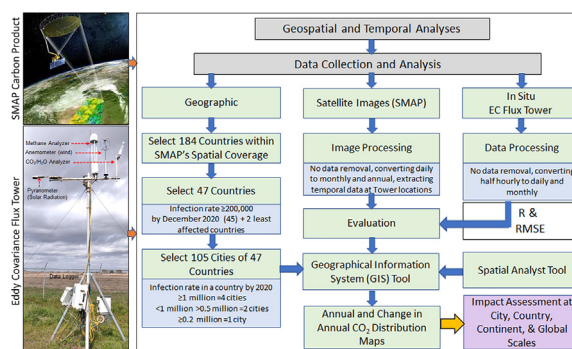 SMAP Carbon Product
Eddy Covariance Flux Tower
Methane Analyzer
Anemometer (wind)
CO₂/H₂O Analyzer
Pyranometer
(Solar Radiation)
Data Logger
Geospatial and Temporal Analyses
Data Collection and Analysis
Geographic
Select 184 Countries within
SMAP's Spatial Coverage
Select 47 Countries
Infection rate ≥200,000
by December 2020 (45) + 2 least
affected countries
Select 105 Cities of 47
Countries
Infection rate in a country by 2020
≥1 million =4 cities
<1 million >0.5 million =2 cities
≥0.2 million =1 city
Satellite Images (SMAP)
Image Processing
No data removal, converting daily
to monthly and annual, extracting
temporal data at Tower locations
Evaluation
Geographical Information
System (GIS) Tool
Annual and Change in
Annual CO₂ Distribution
Maps
In Situ
EC Flux Tower
Data Processing
No data removal, converting
half hourly to daily and
monthly
R &
RMSE
Spatial Analyst Tool
Impact Assessment at
City, Country,
Continent, & Global
Scales